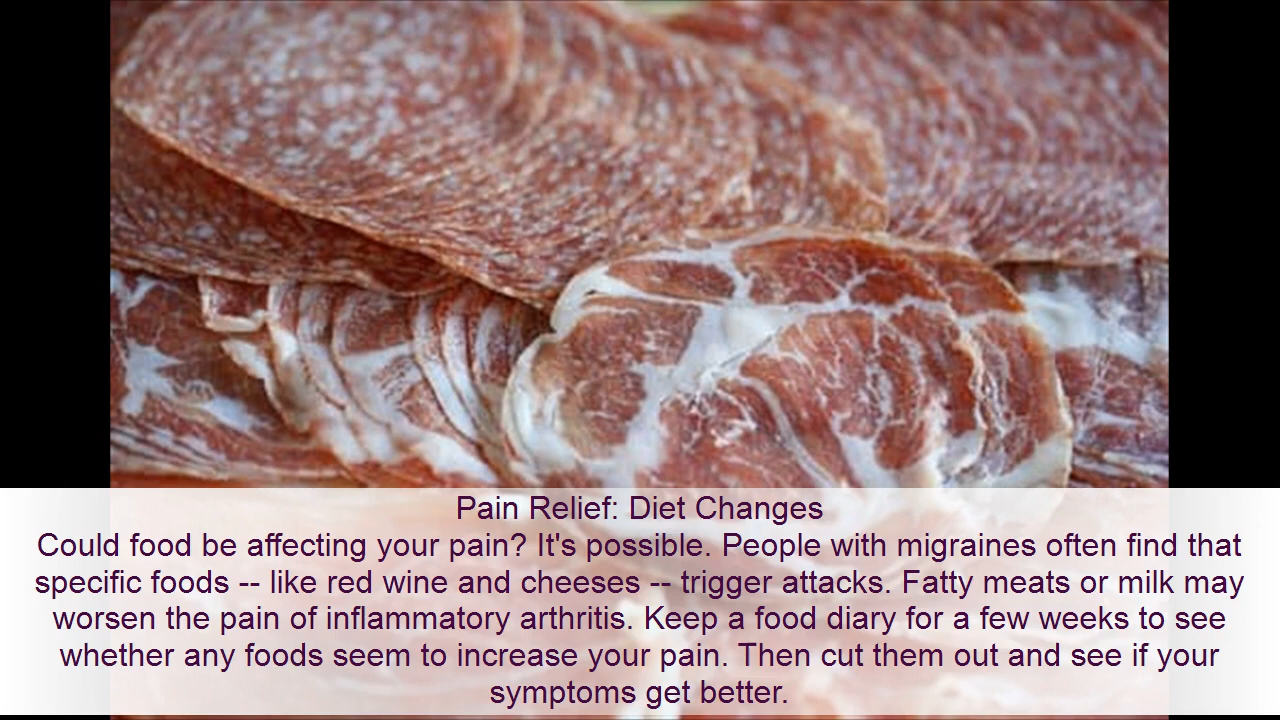 Pain Relief: Diet Changes
Could food be affecting your pain? It's possible. People with migraines often find that
specific foods -- like red wine and cheeses -- trigger attacks. Fatty meats or milk may
worsen the pain of inflammatory arthritis. Keep a food diary for a few weeks to see
whether any foods seem to increase your pain. Then cut them out and see if your
symptoms get better.